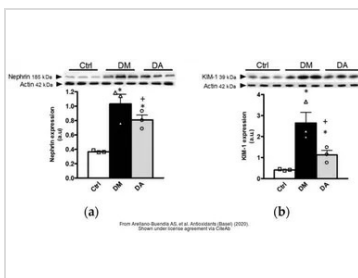 Ctrl DM DA
Nephrin 185 kDa
Actin 42 kDa
Nephrin expression
(a.u)
1.2
1.0
0.8
0.6
0.4
0.2
0.0
Ctrl DM DA
(a)
Ctrl DM DA
KIM-1 39 kDa
Actin 42 kDa
KIM-1 expression
(a.u)
4
3
2
1
0
Ctrl DM DA
(b)
From Arellano-Buendía AS, et al. Antioxidants (Basel) (2020).
Shown under license agreement via CiteAb